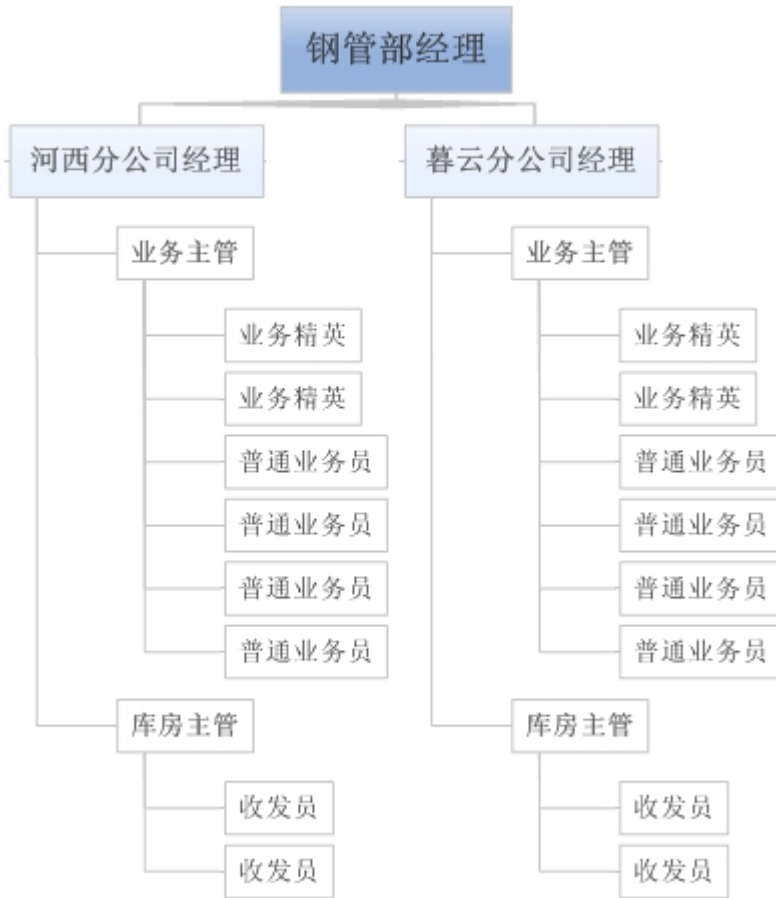 钢管部经理
河西分公司经理
暮云分公司经理
业务主管
业务精英
业务精英
普通业务员
普通业务员
普通业务员
普通业务员
库房主管
收发员
收发员
业务主管
业务精英
业务精英
普通业务员
普通业务员
普通业务员
普通业务员
库房主管
收发员
收发员